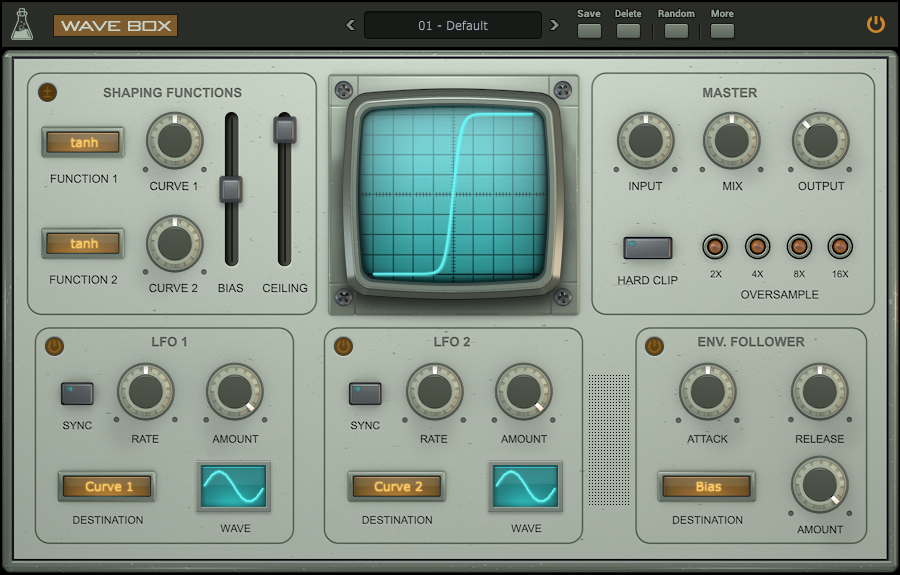 WAVE BOX
01 - Default
Save Delete Random More
±
SHAPING FUNCTIONS
tanh
FUNCTION 1
CURVE 1
tanh
FUNCTION 2
CURVE 2
BIAS
CEILING
MASTER
INPUT
MIX
OUTPUT
HARD CLIP
2X
4X
8X
16X
OVERSAMPLE
LFO 1
SYNC
RATE
AMOUNT
Curve 1
DESTINATION
WAVE
LFO 2
SYNC
RATE
AMOUNT
Curve 2
DESTINATION
WAVE
ENV. FOLLOWER
ATTACK
RELEASE
Bias
DESTINATION
AMOUNT